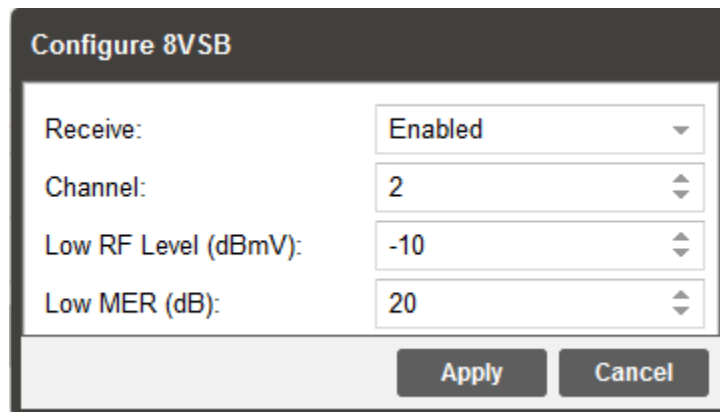 Configure 8VSB
Receive: Enabled
Channel: 2
Low RF Level (dBmV): -10
Low MER (dB): 20
Apply Cancel